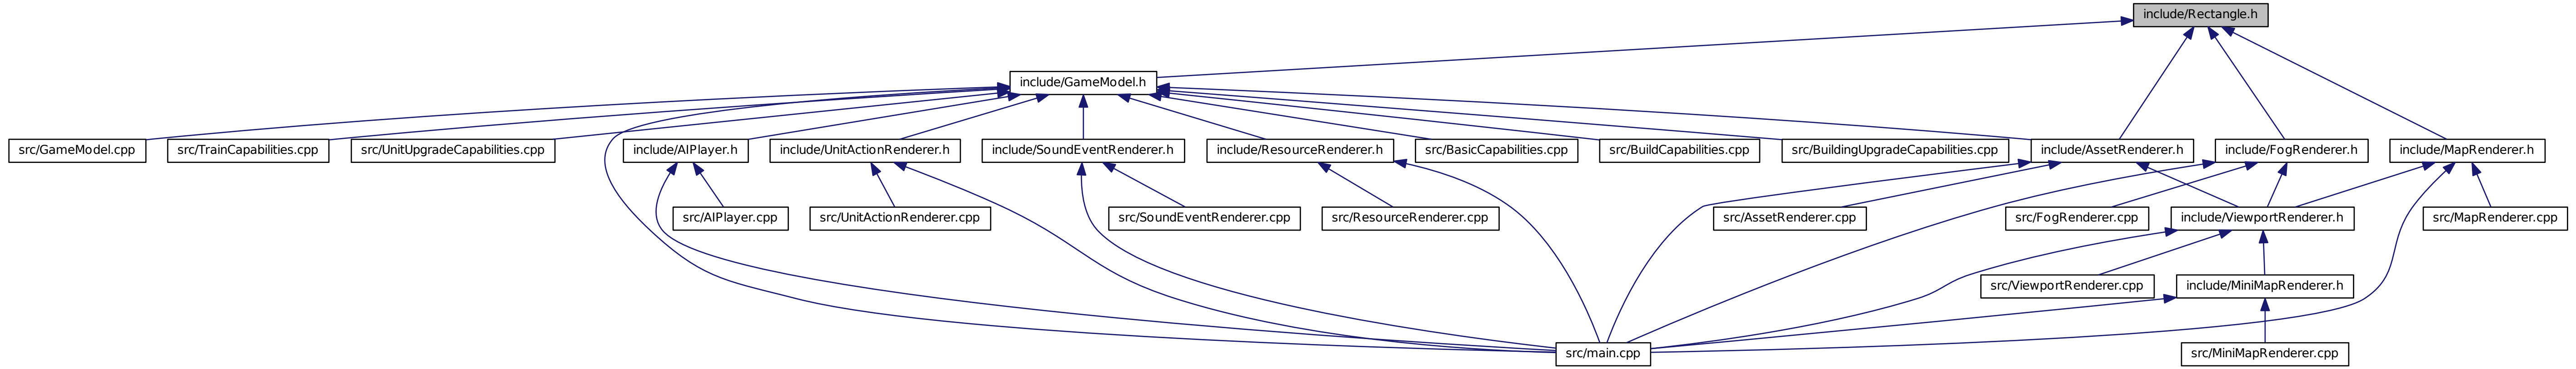 include/Rectangle.h
include/GameModel.h
src/GameModel.cpp
src/TrainCapabilities.cpp
src/UnitUpgradeCapabilities.cpp
include/AIPlayer.h
include/UnitActionRenderer.h
include/SoundEventRenderer.h
include/ResourceRenderer.h
src/BasicCapabilities.cpp
src/BuildCapabilities.cpp
src/BuildingUpgradeCapabilities.cpp
include/AssetRenderer.h
include/FogRenderer.h
include/MapRenderer.h
src/AIPlayer.cpp
src/UnitActionRenderer.cpp
src/SoundEventRenderer.cpp
src/ResourceRenderer.cpp
src/AssetRenderer.cpp
src/FogRenderer.cpp
include/ViewportRenderer.h
src/MapRenderer.cpp
src/ViewportRenderer.cpp
include/MiniMapRenderer.h
src/main.cpp
src/MiniMapRenderer.cpp